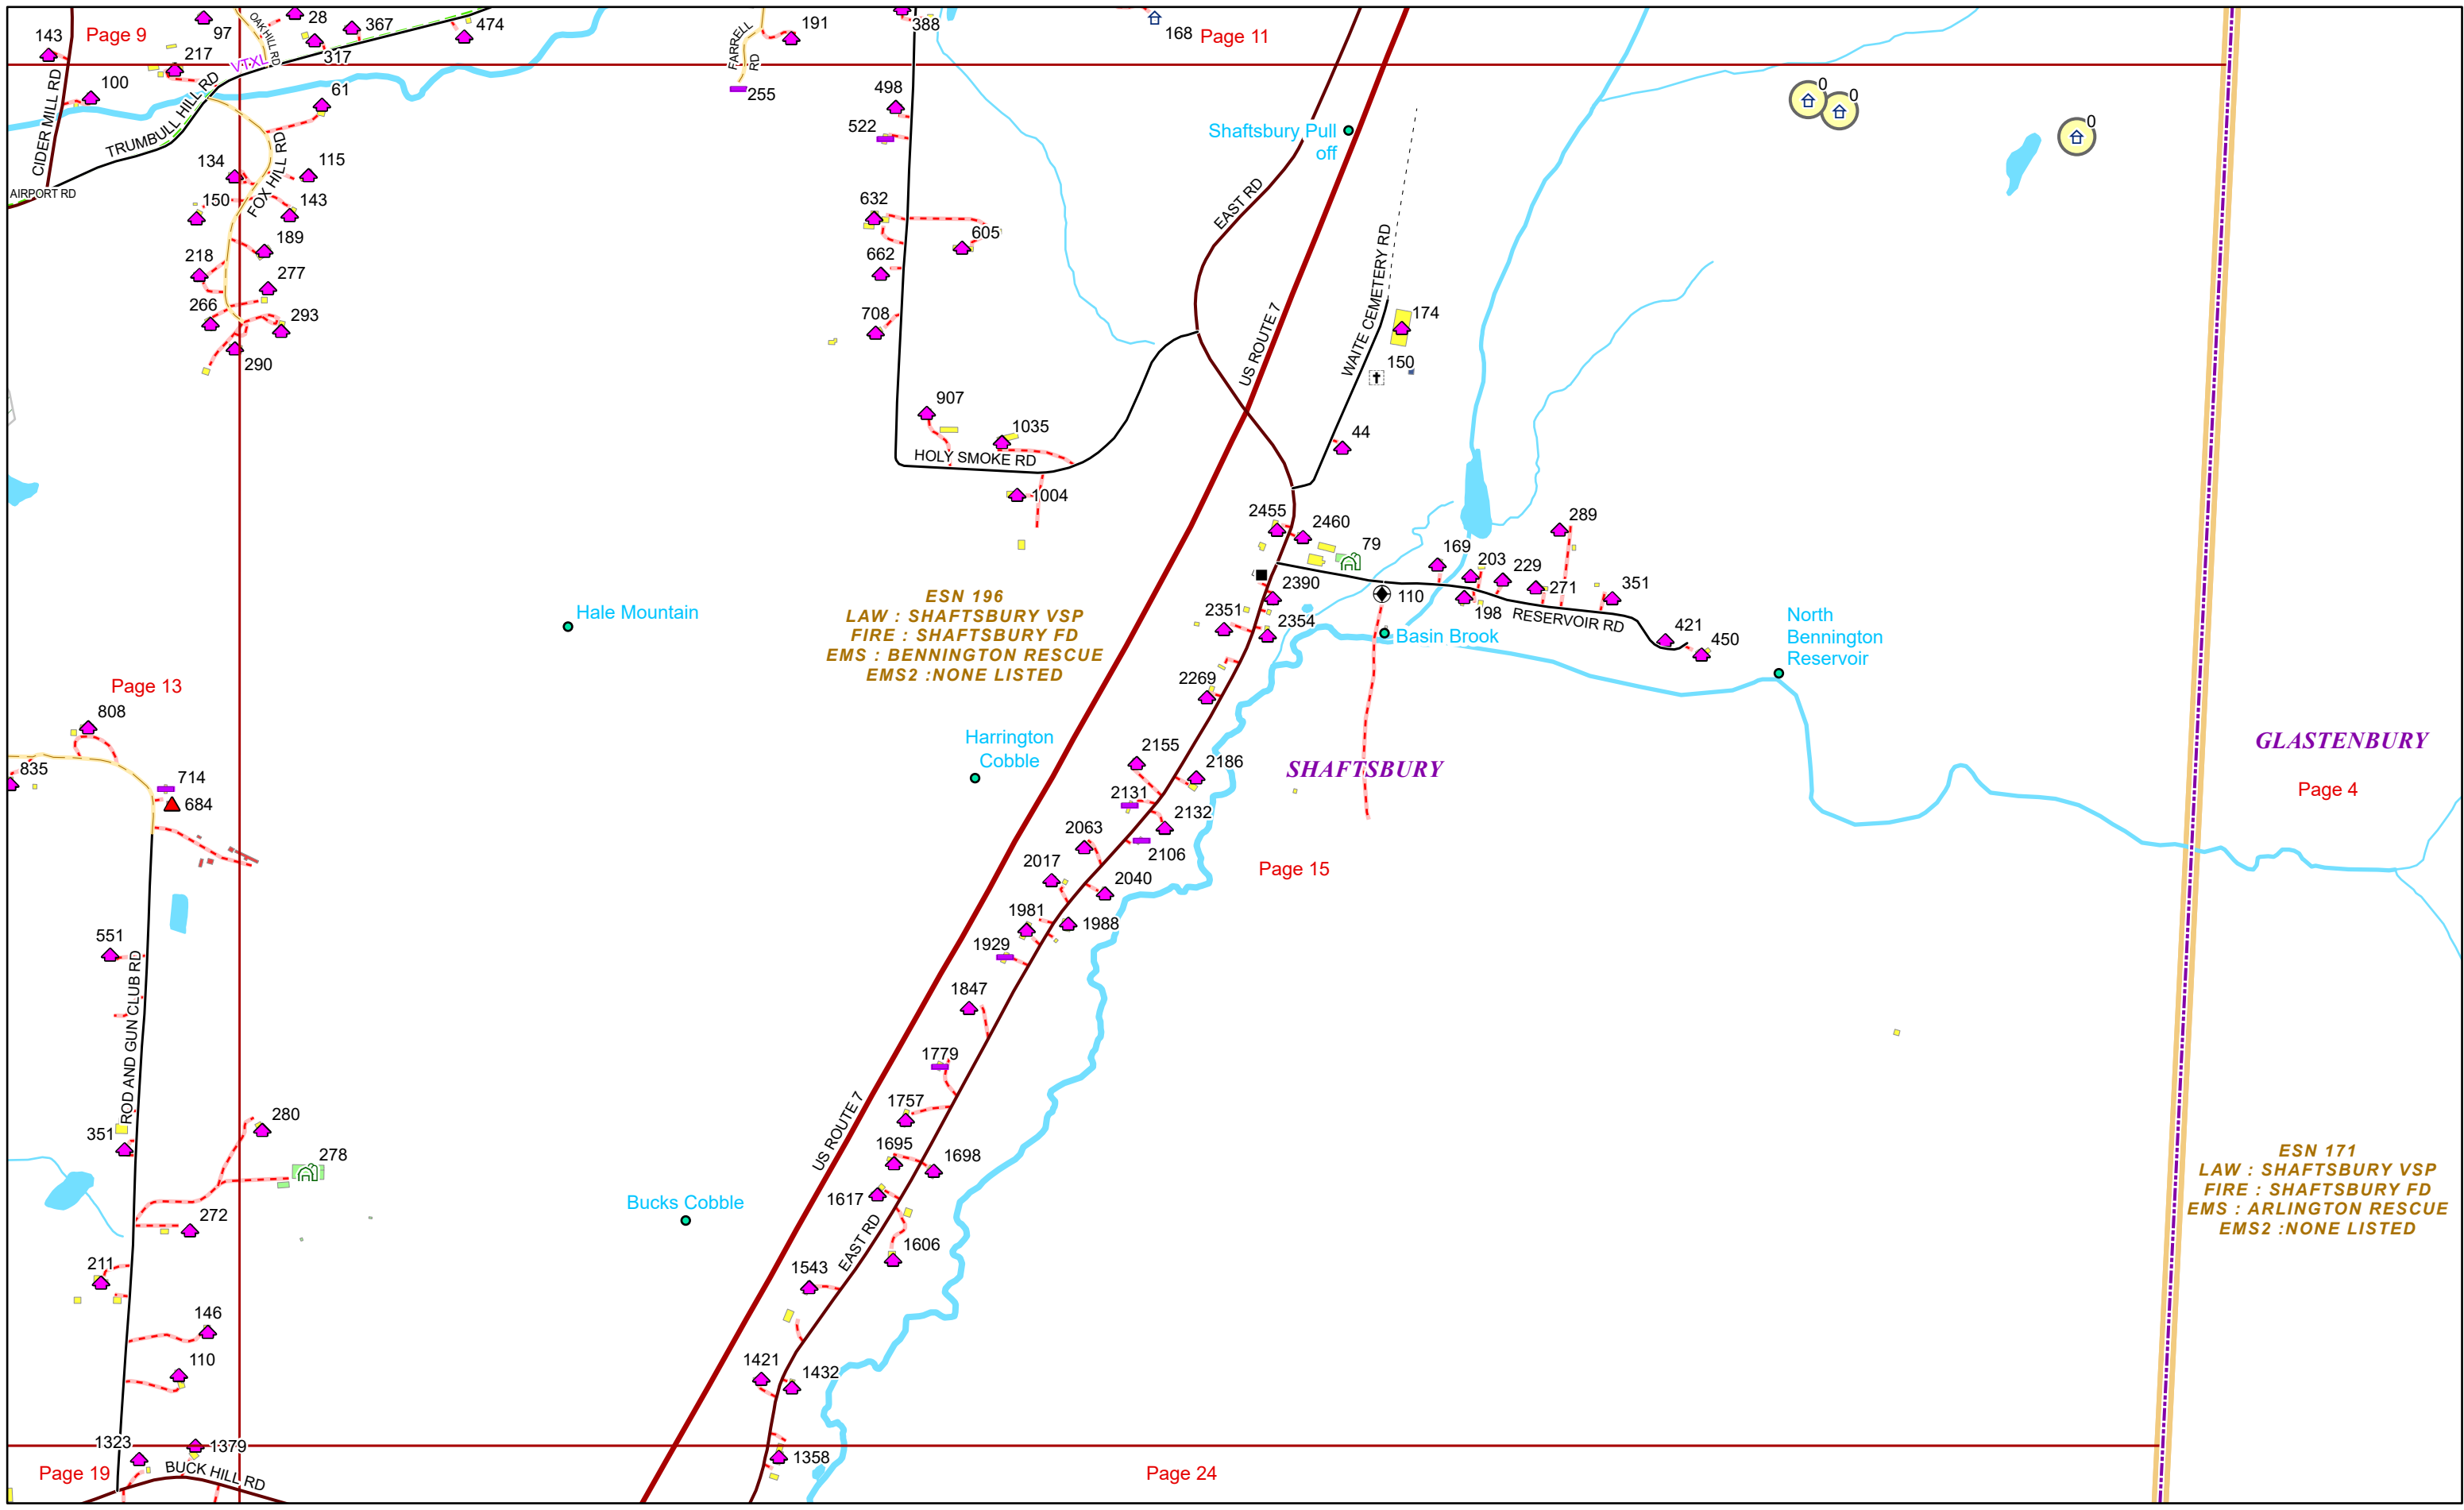 143
Page 9
97
217
100
OAK HILL RD
28
367
474
317
VTXL
FARRELL
RD
191
255
388
168
Page 11
CIDER MILL RD
TRUMBULL HILL RD
AIRPORT RD
61
134
115
FOX HILL RD
150
143
189
218
277
266
293
290
498
522
632
605
662
708
907
1035
HOLY SMOKE RD
1004
Shaftsbury Pull
off
EAST RD
US ROUTE 7
WAITE CEMETERY RD
174
150
44
0
0
0
2455
2460
79
169
203
229
289
271
351
2390
110
198
RESERVOIR RD
2351
2354
Basin Brook
421
450
North
Bennington
Reservoir
Hale Mountain
ESN 196
LAW : SHAFTSBURY VSP
FIRE : SHAFTSBURY FD
EMS : BENNINGTON RESCUE
EMS2 :NONE LISTED
2269
Page 13
808
835
714
684
Harrington
Cobble
2155
2186
SHAFTSBURY
GLASTENBURY
Page 4
2131
2132
2063
2106
2017
2040
Page 15
1981
1988
1929
551
ROD AND GUN CLUB RD
1847
1779
1757
US ROUTE 7
1695
1698
351
280
278
1617
Bucks Cobble
272
EAST RD
1606
1543
211
146
110
1421
1432
ESN 171
LAW : SHAFTSBURY VSP
FIRE : SHAFTSBURY FD
EMS : ARLINGTON RESCUE
EMS2 :NONE LISTED
1323
1379
1358
Page 19
BUCK HILL RD
Page 24